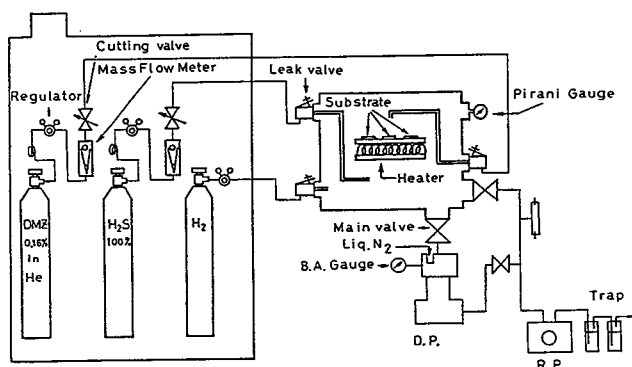 Cutting valve
Mass Flow Meter
Regulator
Leak valve
Substrate
Pirani Gauge
Heater
DMZ
0.16%
in
He
H2S
100%
H2
Main valve
Liq. N2
B.A. Gauge
D.P.
Trap
R.P.